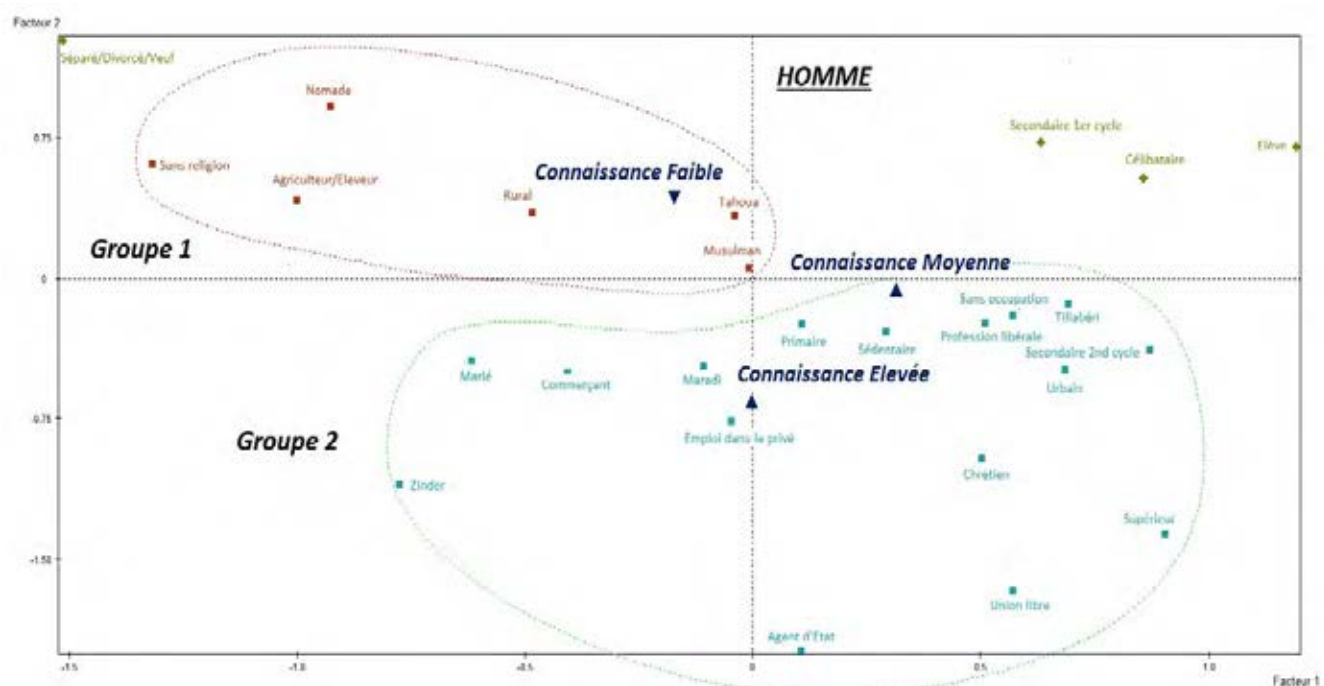 Facteur 2
Séparé/Divorcé/Veuf
HOMME
Nomade
Secondaire 1er cycle
0.75
Elève
Célibataire
Sans religion
Connaissance Faible
Agriculteur/Eleveur
Rural
Tahoua
Groupe 1
Musulman
Connaissance Moyenne
0
Sans occupation
Tillabéri
Primaire
Sédentaire
Profession libérale
Secondaire 2nd cycle
Marié
Commerçant
Maradi
Connaissance Elevée
Urbain
-0.75
Groupe 2
Emploi dans le privé
Chrétien
Zinder
Supérieur
-1.50
Union libre
Agent d'Etat
-1.5
-1.0
-0.5
0
0.5
1.0
Facteur 1